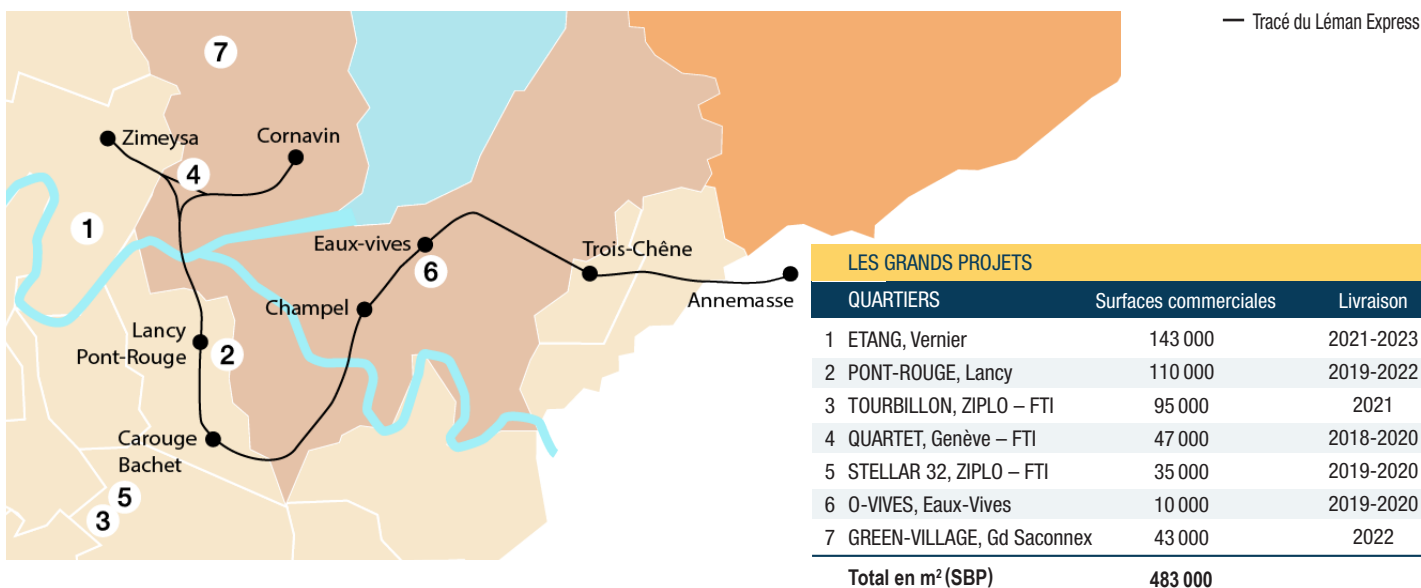 — Tracé du Léman Express
7
Zimeysa
Cornavin
4
1
Eaux-vives
6
Trois-Chêne
Annemasse
Champel
Lancy
Pont-Rouge
2
Carouge
Bachet
5
3
LES GRANDS PROJETS
QUARTIERS Surfaces commerciales Livraison
1 ETANG, Vernier 143 000 2021-2023
2 PONT-ROUGE, Lancy 110 000 2019-2022
3 TOURBILLON, ZIPLO – FTI 95 000 2021
4 QUARTET, Genève – FTI 47 000 2018-2020
5 STELLAR 32, ZIPLO – FTI 35 000 2019-2020
6 O-VIVES, Eaux-Vives 10 000 2019-2020
7 GREEN-VILLAGE, Gd Saconnex 43 000 2022
Total en m² (SBP) 483 000